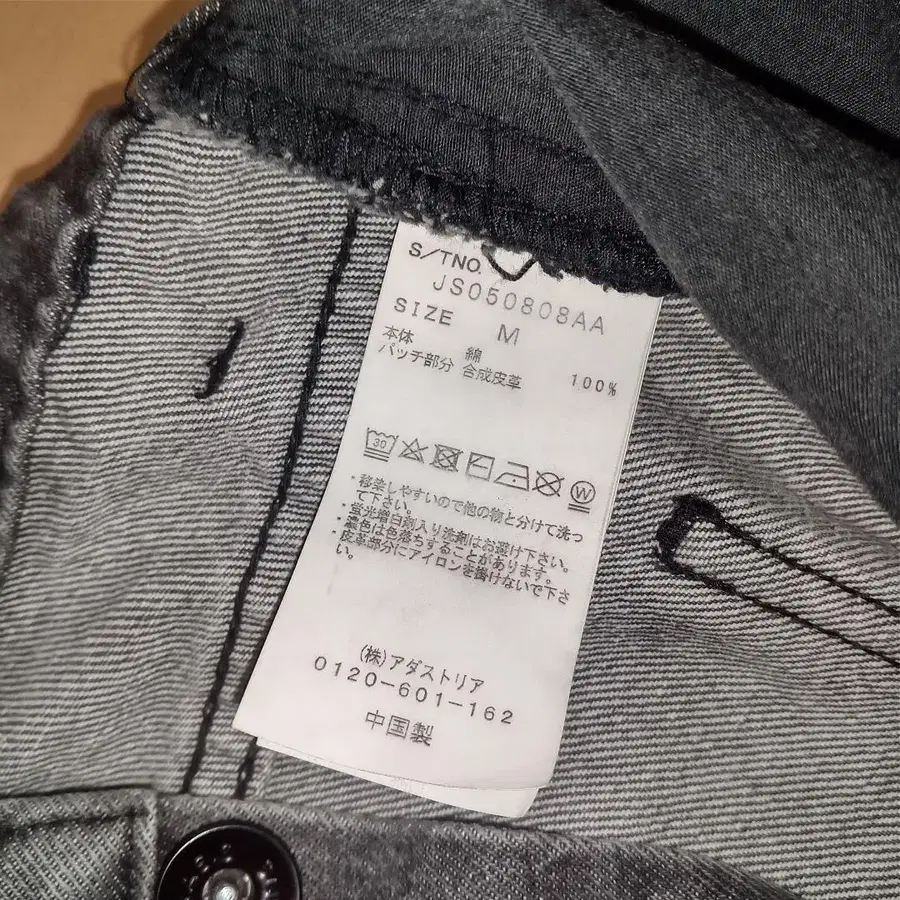 S/TNO.
JS050808AA
SIZE M
本体 綿 100%
パッチ部分 合成皮革
30
W
・移染しやすいので他の物と分けて洗っ
て下さい。
・蛍光増白剤入り洗剤はお避け下さい。
・濃色は色落ちすることがあります。
・皮革部分にアイロンを掛けないで下さ
い。
(株)アダストリア
0120-601-162
中国製